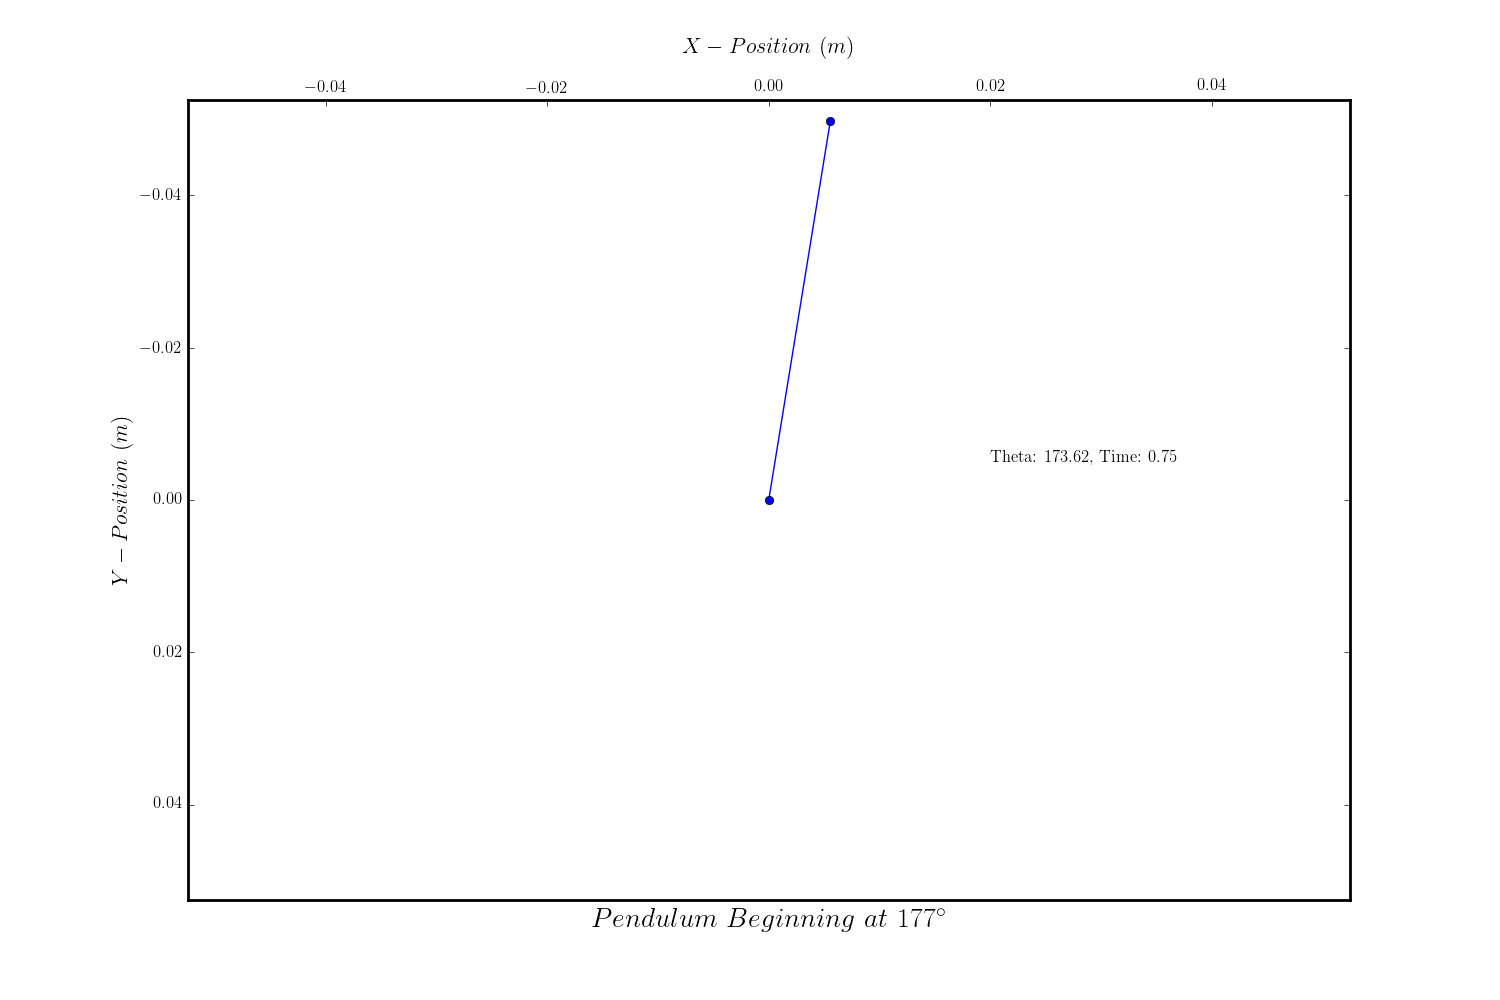 X − Position (m)
−0.04 −0.02 0.00 0.02 0.04
−0.04
−0.02
Y − Position (m)
Theta: 173.62, Time: 0.75
0.00
0.02
0.04
Pendulum Beginning at 177°